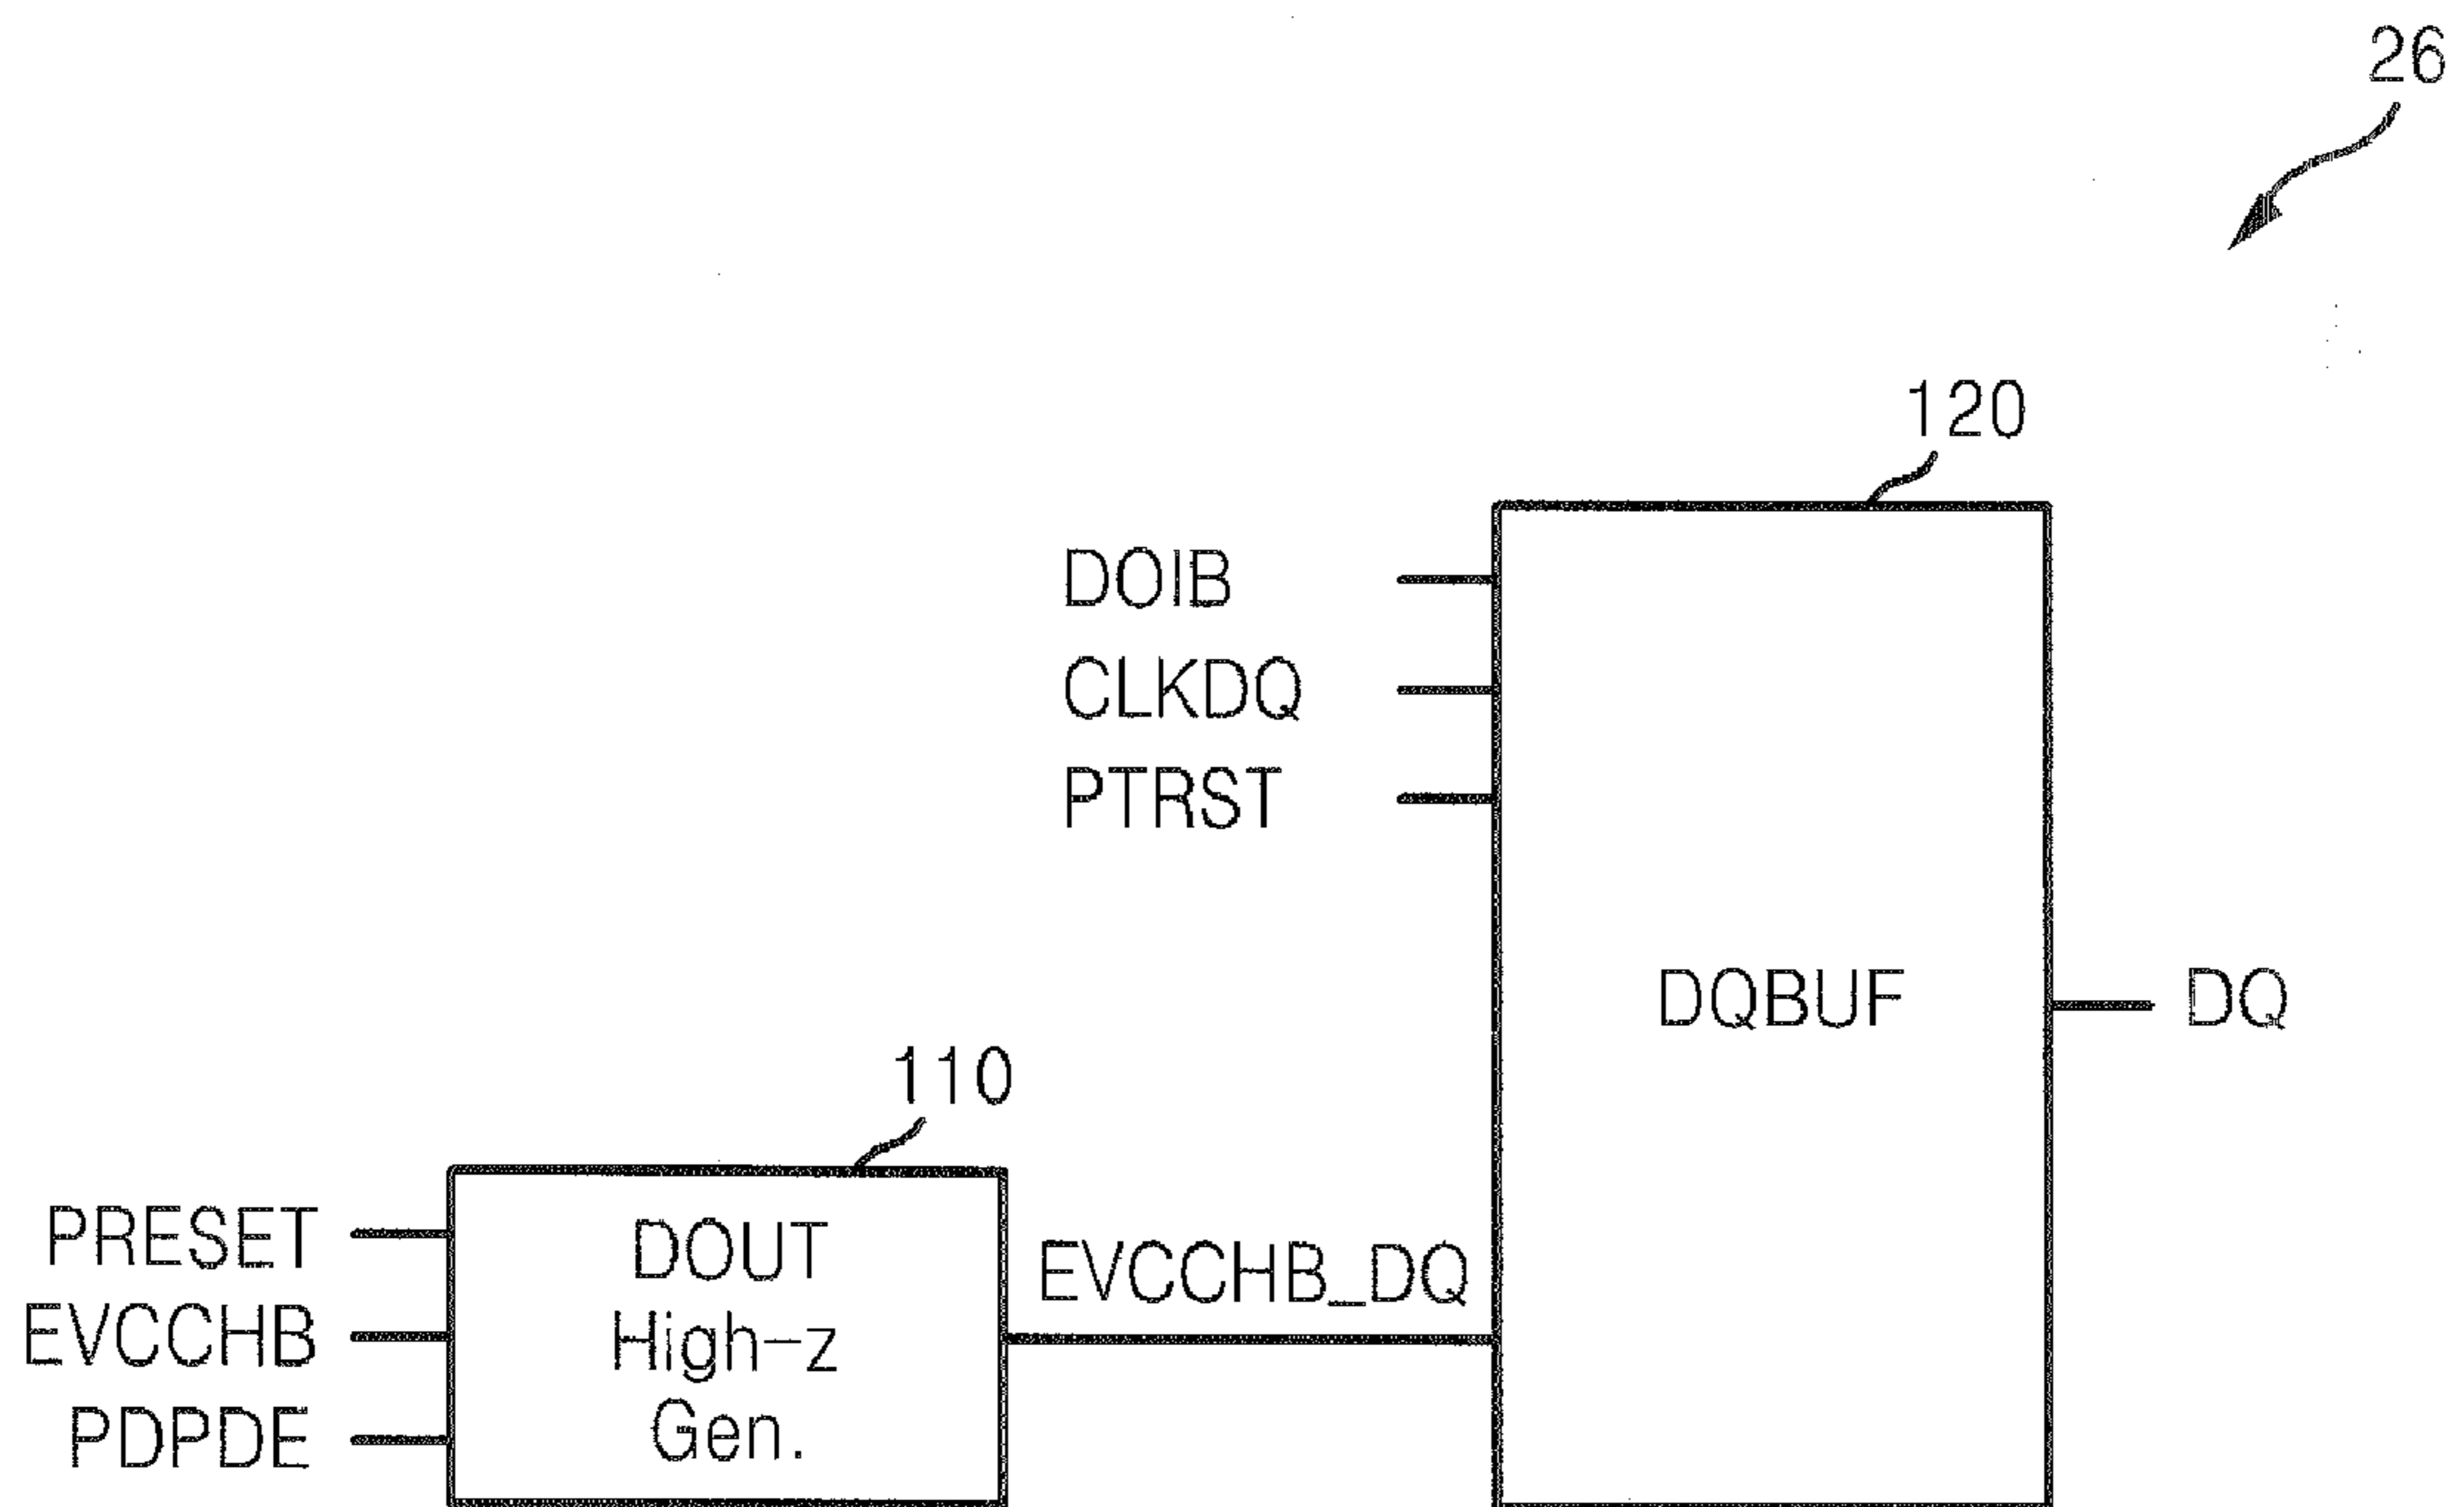 26
120
DOIB
CLKDQ
PTRST
DQBUF
DQ
110
PRESET
EVCCHB
PDPDE
DOUT
High-z
Gen.
EVCCHB_DQ